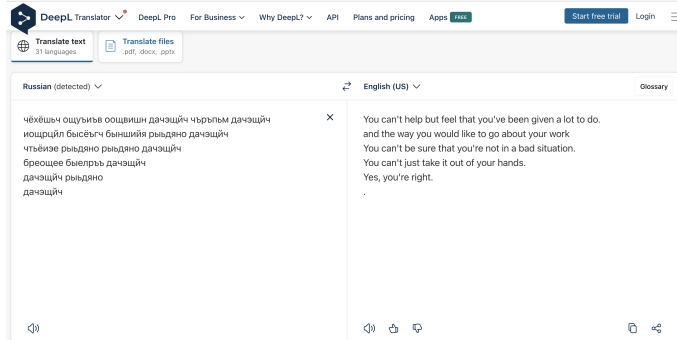 DeepL Translator DeepL Pro For Business Why DeepL? API Plans and pricing Apps FREE Start free trial Login
Translate text
31 languages
Translate files
.pdf, .docx, .pptx
Russian (detected)
English (US)
Glossary
чёхёшьч ощуъиъв оощвишн дачэщйч чъръпьм дачэщйч
иощрцйл бысеёъгч быншийя рыьдяно дачэщйч
чтьёиэе рыьдяно рыьдяно дачэщйч
бреощее быелръъ дачэщйч
дачэщйч рыьдяно
дачэщйч
You can't help but feel that you've been given a lot to do.
and the way you would like to go about your work
You can't be sure that you're not in a bad situation.
You can't just take it out of your hands.
Yes, you're right.
.